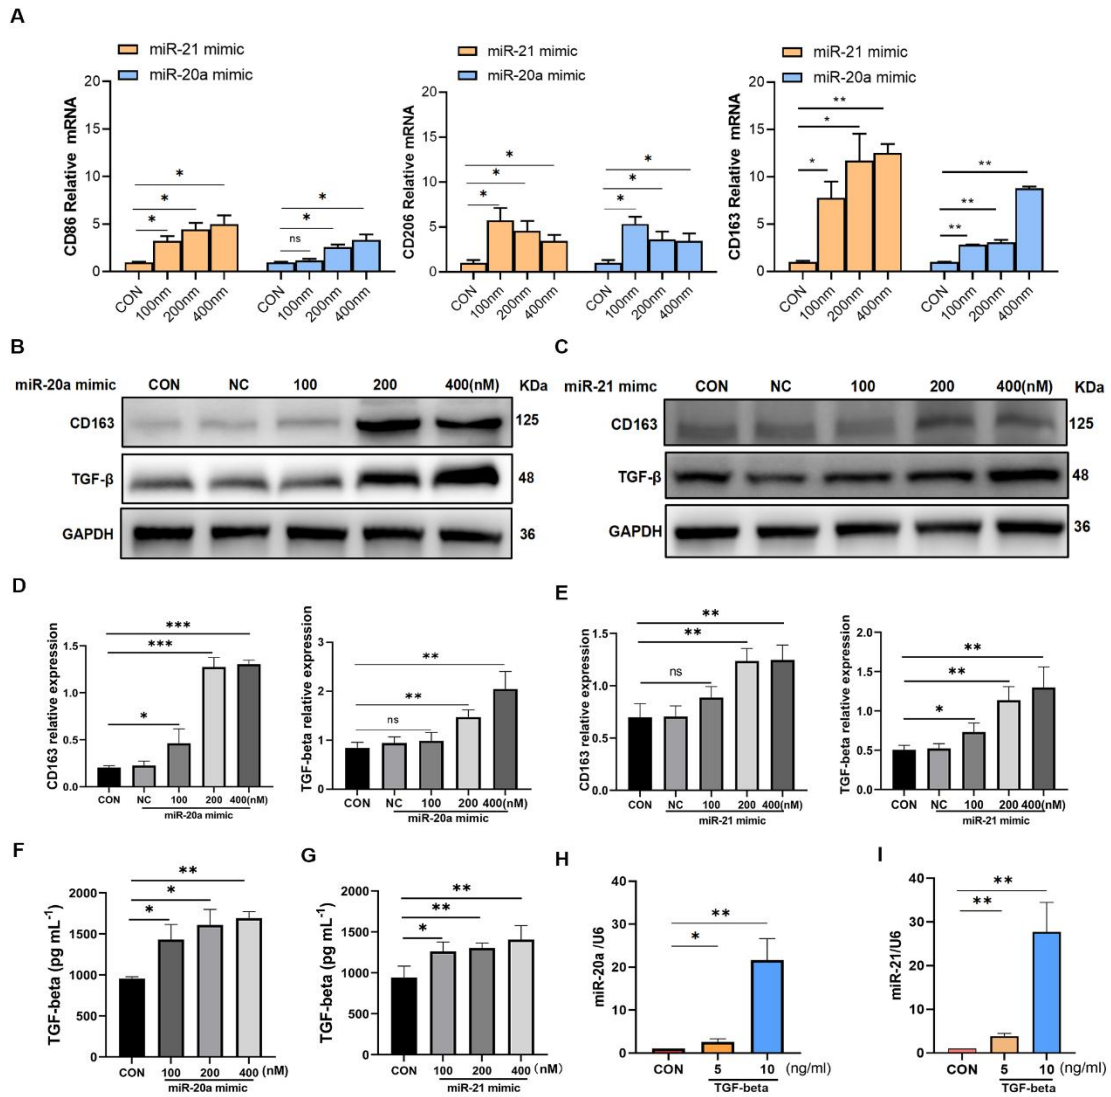 A
miR-21 mimic
miR-20a mimic
CD86 Relative mRNA
20
15
10
5
0
* * *
ns * *
CON 100nm 200nm 400nm CON 100nm 200nm 400nm
miR-21 mimic
miR-20a mimic
CD206 Relative mRNA
20
15
10
5
0
* * *
* * *
CON 100nm 200nm 400nm CON 100nm 200nm 400nm
miR-21 mimic
miR-20a mimic
CD163 Relative mRNA
20
15
10
5
0
* * **
** ** **
CON 100nm 200nm 400nm CON 100nm 200nm 400nm
B
miR-20a mimic CON NC 100 200 400(nM) KDa
CD163 125
TGF-β 48
GAPDH 36
C
miR-21 mimc CON NC 100 200 400(nM) KDa
CD163 125
TGF-β 48
GAPDH 36
D
CD163 relative expression
1.5
1.0
0.5
0.0
***
***
*
CON NC 100 200 400(nM)
miR-20a mimic
TGF-beta relative expression
3
2
1
0
**
**
ns
CON NC 100 200 400(nM)
miR-20a mimic
E
CD163 relative expression
1.5
1.0
0.5
0.0
**
**
ns
CON NC 100 200 400(nM)
miR-21 mimic
TGF-beta relative expression
2.0
1.5
1.0
0.5
0.0
**
**
*
CON NC 100 200 400(nM)
miR-21 mimic
F
TGF-beta (pg mL⁻¹)
2000
1500
1000
500
0
**
*
*
CON 100 200 400 (nM)
miR-20a mimic
G
TGF-beta (pg mL⁻¹)
2000
1500
1000
500
0
**
**
*
CON 100 200 400 (nM)
miR-21 mimic
H
miR-20a /U6
40
30
20
10
0
**
*
CON 5 10 (ng/ml)
TGF-beta
I
miR-21/U6
40
30
20
10
0
**
**
CON 5 10 (ng/ml)
TGF-beta